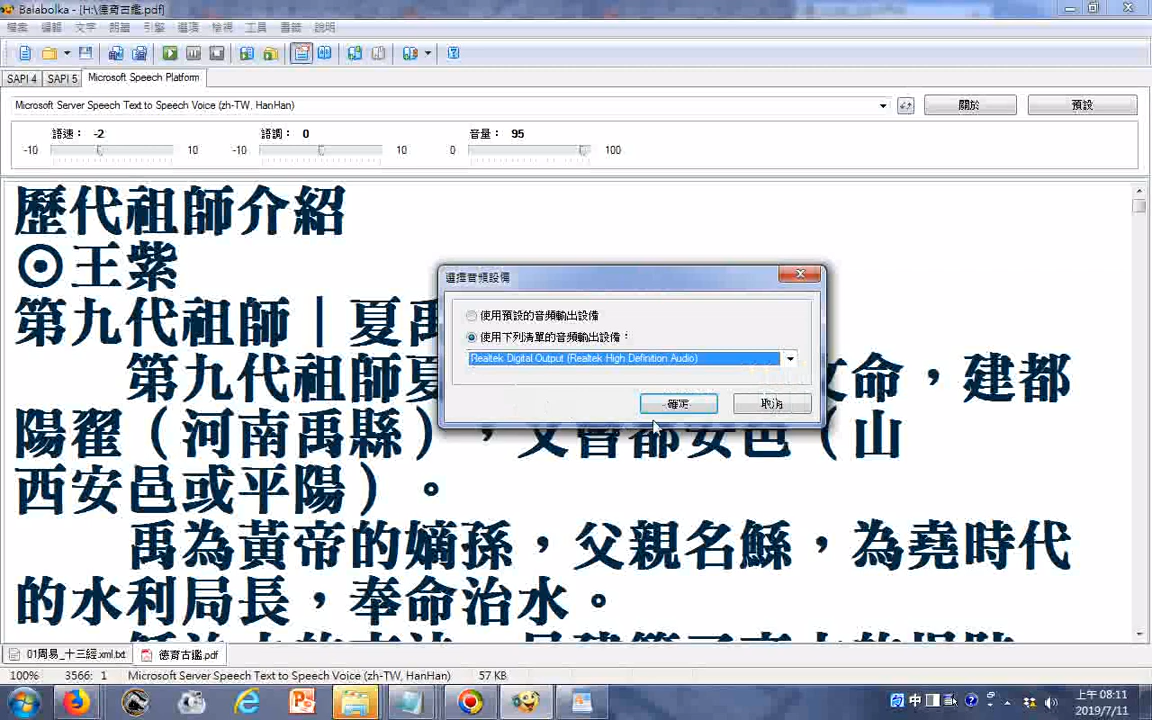 Balabolka - [H:\德育古鑑.pdf]
檔案 編輯 文字 朗讀 引擎 選項 檢視 工具 書籤 說明
SAPI 4 SAPI 5 Microsoft Speech Platform
Microsoft Server Speech Text to Speech Voice (zh-TW, HanHan) 關於 預設
語速： -2 語調： 0 音量： 95
-10 10 -10 10 0 100
歷代祖師介紹
⊙王紫
選擇音頻設備
使用預設的音頻輸出設備
使用下列清單的音頻輸出設備：
Realtek Digital Output (Realtek High Definition Audio)
確定 取消
第九代祖師｜夏禹
第九代祖師夏 文命，建都
陽翟（河南禹縣），又曾都安邑（山
西安邑或平陽）。
禹為黃帝的嫡孫，父親名鯀，為堯時代
的水利局長，奉命治水。
01周易_十三經.xml.txt 德育古鑑.pdf
100% 3566: 1 Microsoft Server Speech Text to Speech Voice (zh-TW, HanHan) 57 KB
中
上午 08:11
2019/7/11